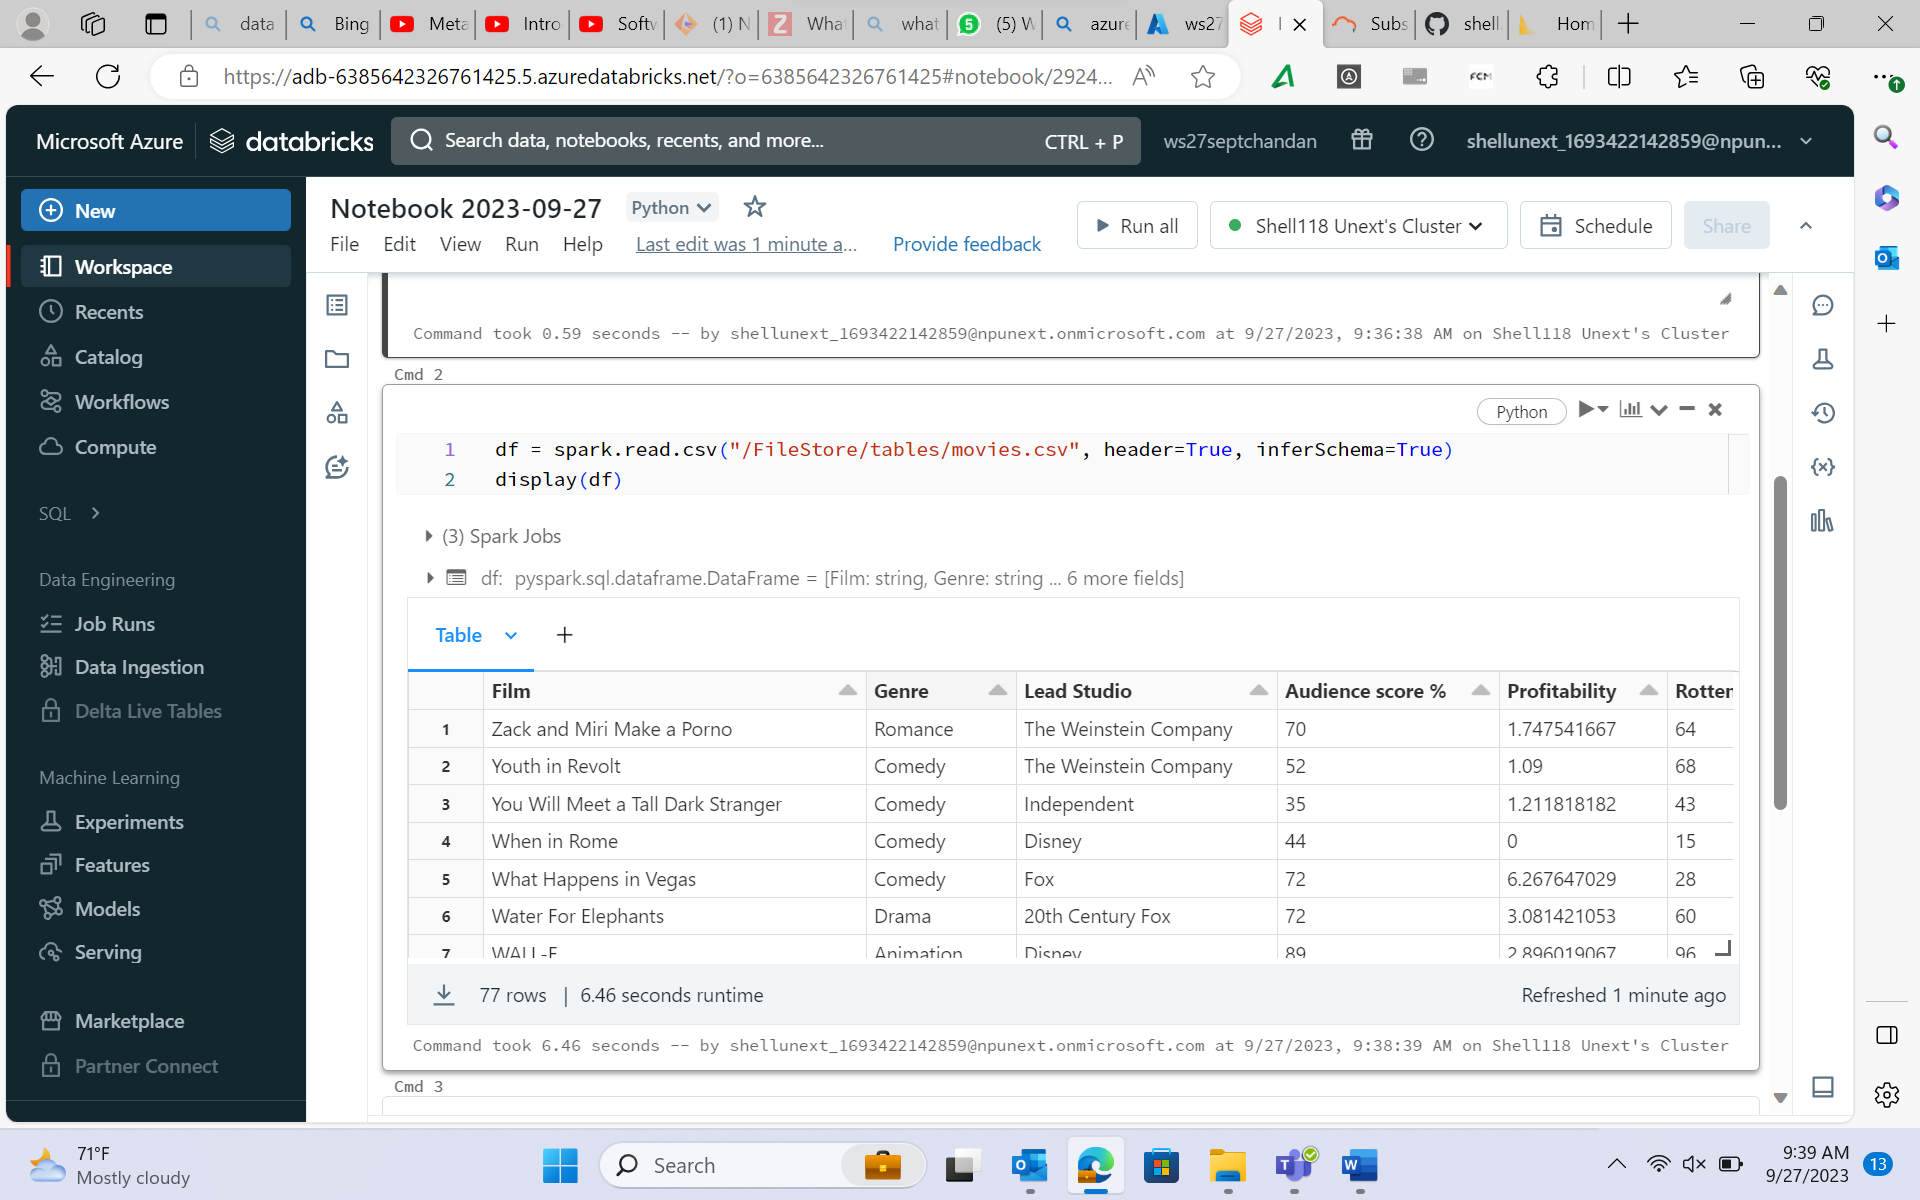 data
Bing
Meta
Intro
Softw
(1) N
What
what
(5) W
azure
ws27
Subs
shell
Hom
https://adb-6385642326761425.5.azuredatabricks.net/?o=6385642326761425#notebook/2924...
FCM
Microsoft Azure
databricks
Search data, notebooks, recents, and more...
CTRL + P
ws27septchandan
shellunext_1693422142859@npun...
New
Workspace
Recents
Catalog
Workflows
Compute
SQL
Data Engineering
Job Runs
Data Ingestion
Delta Live Tables
Machine Learning
Experiments
Features
Models
Serving
Marketplace
Partner Connect
Notebook 2023-09-27
Python
File Edit View Run Help
Last edit was 1 minute a...
Provide feedback
Run all
Shell118 Unext's Cluster
Schedule
Share
Command took 0.59 seconds -- by shellunext_1693422142859@npunext.onmicrosoft.com at 9/27/2023, 9:36:38 AM on Shell118 Unext's Cluster
Cmd 2
Python
1 df = spark.read.csv("/FileStore/tables/movies.csv", header=True, inferSchema=True)
2 display(df)
(3) Spark Jobs
df: pyspark.sql.dataframe.DataFrame = [Film: string, Genre: string ... 6 more fields]
Table
Film Genre Lead Studio Audience score % Profitability Rotten
1 Zack and Miri Make a Porno Romance The Weinstein Company 70 1.747541667 64
2 Youth in Revolt Comedy The Weinstein Company 52 1.09 68
3 You Will Meet a Tall Dark Stranger Comedy Independent 35 1.211818182 43
4 When in Rome Comedy Disney 44 0 15
5 What Happens in Vegas Comedy Fox 72 6.267647029 28
6 Water For Elephants Drama 20th Century Fox 72 3.081421053 60
7 WALL-E Animation Disney 89 2.896019067 96
77 rows | 6.46 seconds runtime
Refreshed 1 minute ago
Command took 6.46 seconds -- by shellunext_1693422142859@npunext.onmicrosoft.com at 9/27/2023, 9:38:39 AM on Shell118 Unext's Cluster
Cmd 3
71°F
Mostly cloudy
Search
9:39 AM
9/27/2023
13